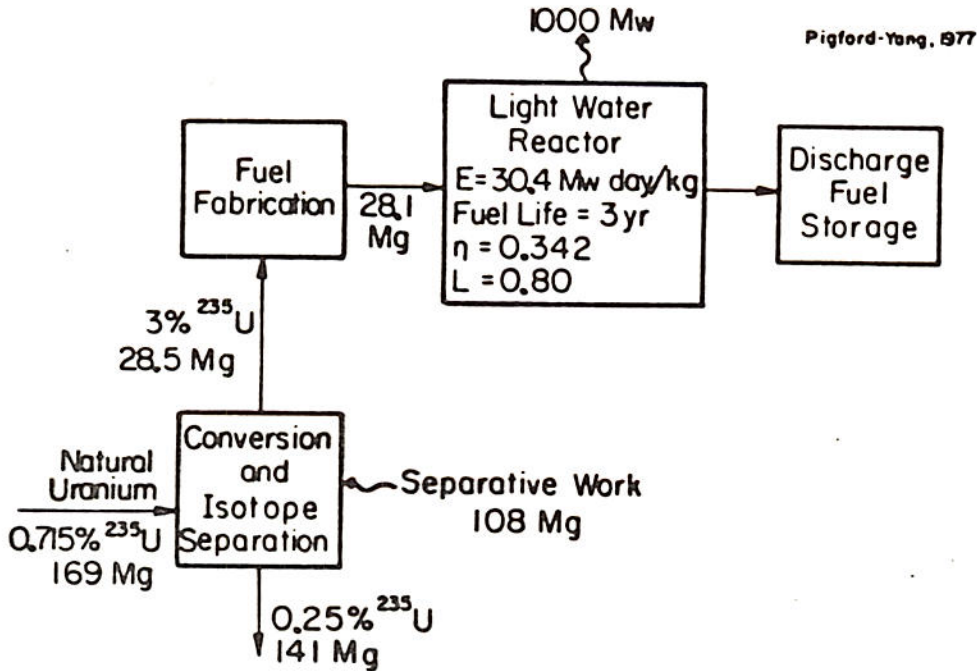 1000 Mw
Pigford-Yang, 1977
Light Water
Reactor
E = 30.4 Mw day/kg
Fuel Life = 3 yr
η = 0.342
L = 0.80
Fuel
Fabrication
28.1
Mg
Discharge
Fuel
Storage
3% ²³⁵U
28.5 Mg
Conversion
and
Isotope
Separation
Natural
Uranium
0.715% ²³⁵U
169 Mg
Separative Work
108 Mg
0.25% ²³⁵U
141 Mg